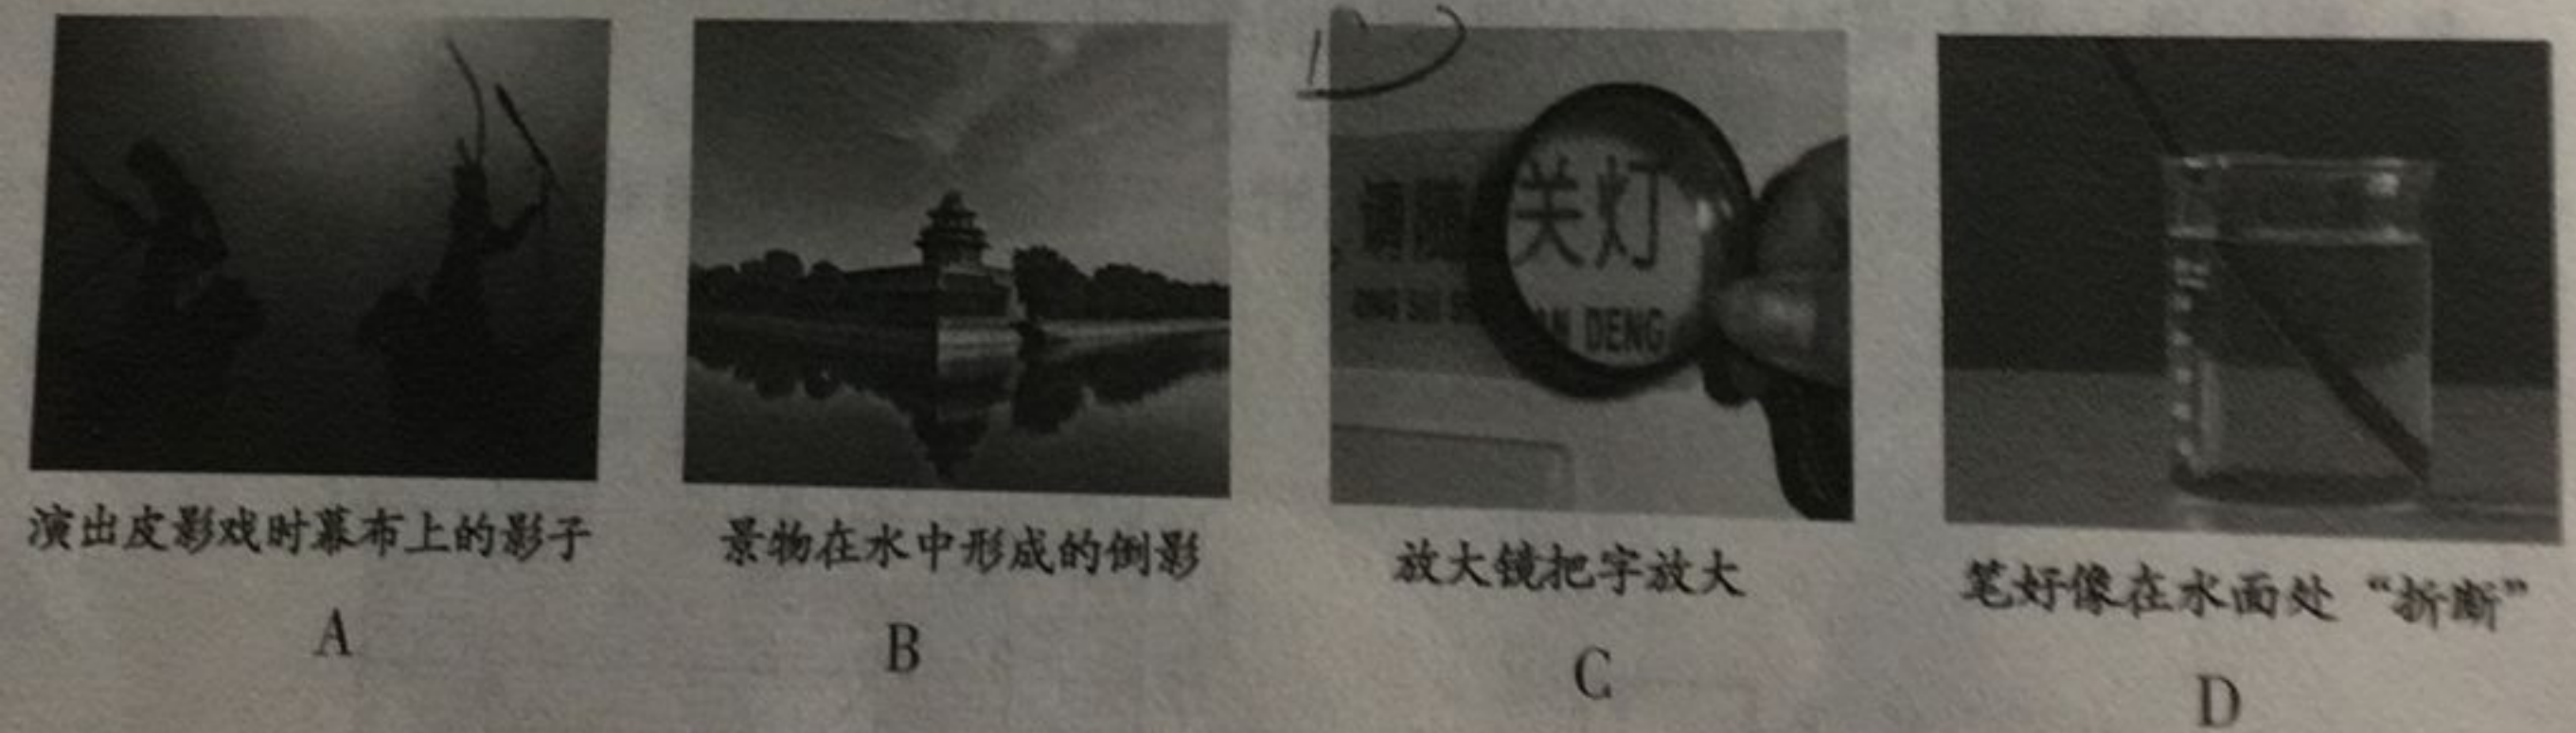 关灯
AN DENG
演出皮影戏时幕布上的影子
景物在水中形成的倒影
放大镜把字放大
笔好像在水面处“折断”
A
B
C
D